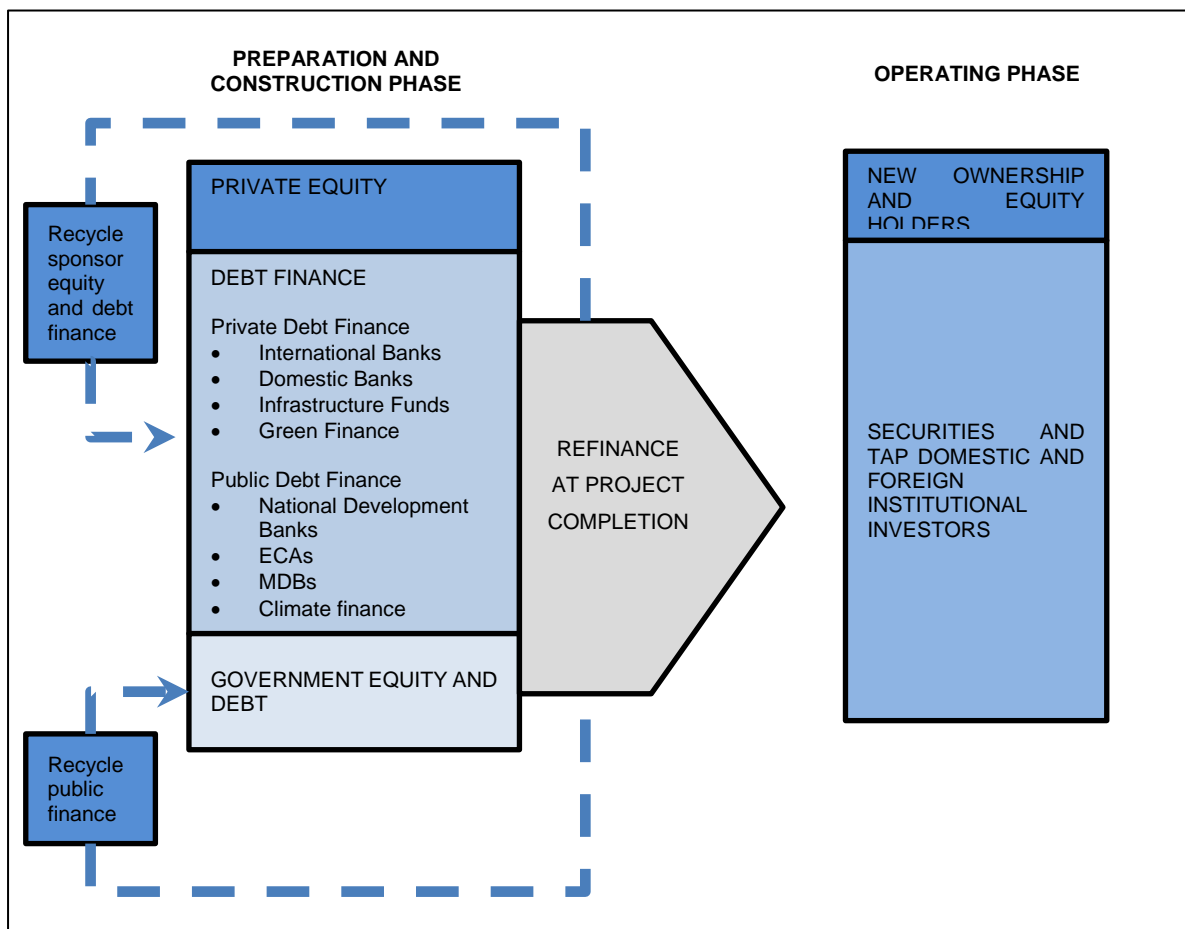 PREPARATION AND
CONSTRUCTION PHASE
OPERATING PHASE
Recycle
sponsor
equity
and debt
finance
PRIVATE EQUITY
DEBT FINANCE
Private Debt Finance
• International Banks
• Domestic Banks
• Infrastructure Funds
• Green Finance
Public Debt Finance
• National Development
Banks
• ECAs
• MDBs
• Climate finance
GOVERNMENT EQUITY AND
DEBT
Recycle
public
finance
REFINANCE
AT PROJECT
COMPLETION
NEW OWNERSHIP
AND EQUITY
HOLDERS
SECURITIES AND
TAP DOMESTIC AND
FOREIGN
INSTITUTIONAL
INVESTORS